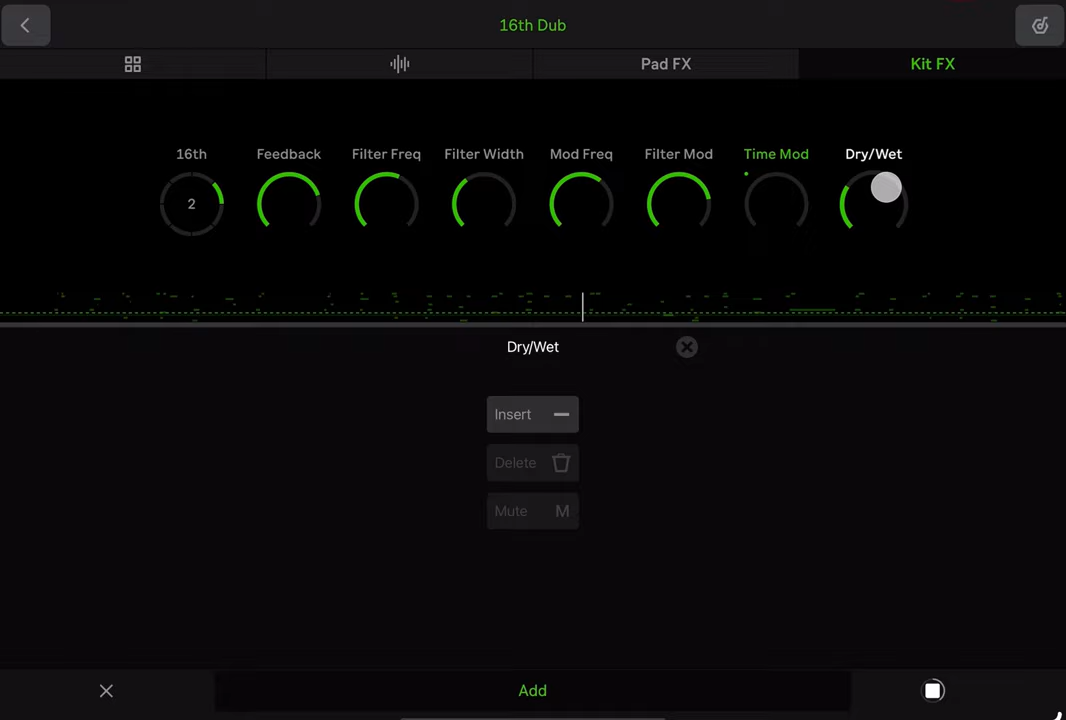 16th Dub
Pad FX
Kit FX
16th
Feedback
Filter Freq
Filter Width
Mod Freq
Filter Mod
Time Mod
Dry/Wet
2
Dry/Wet
Insert
Delete
Mute M
Add